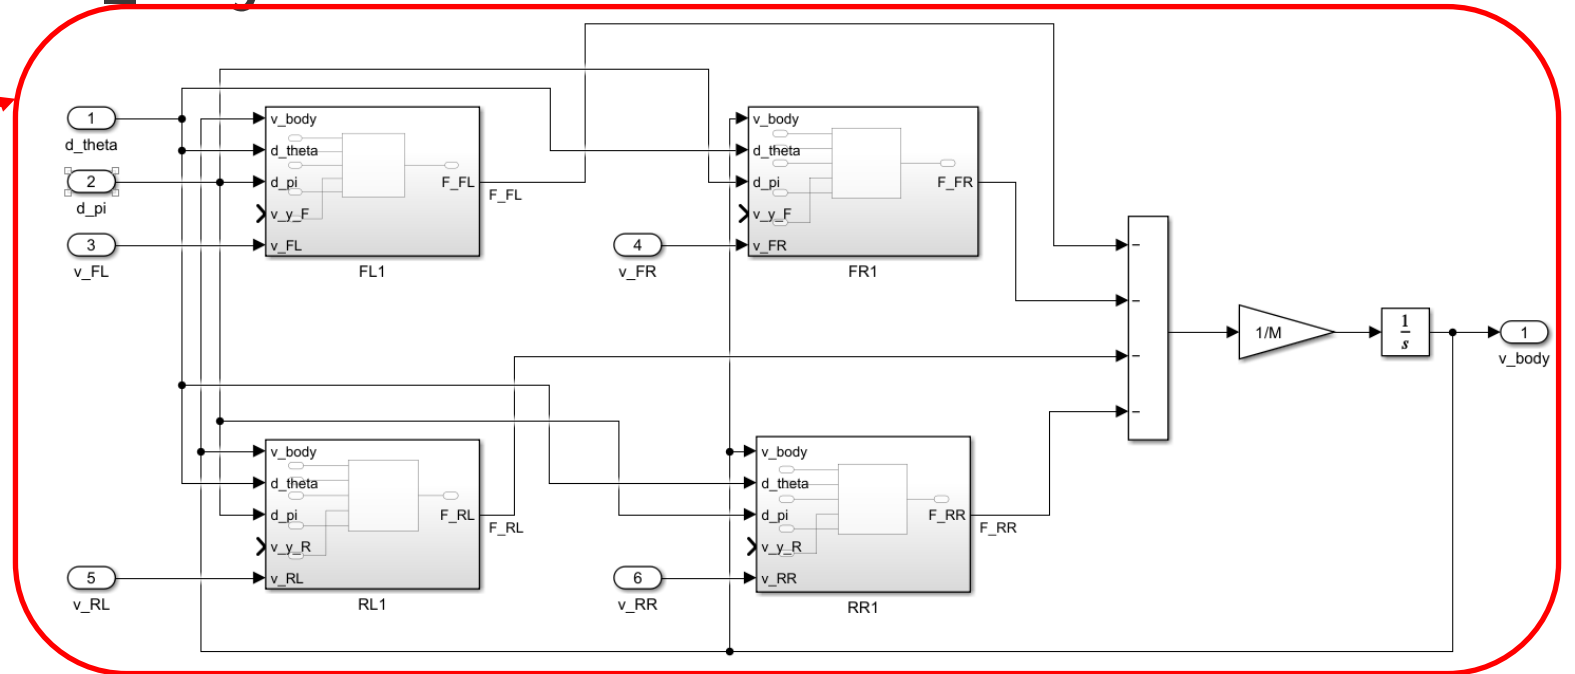 1
d_theta
2
d_pi
3
v_FL
v_body
d_theta
d_pi
v_y_F
v_FL
F_FL
F_FL
FL1
4
v_FR
v_body
d_theta
d_pi
v_y_F
v_FR
F_FR
FR1
5
v_RL
v_body
d_theta
d_pi
v_y_R
v_RL
F_RL
F_RL
RL1
6
v_RR
v_body
d_theta
d_pi
v_y_R
v_RR
F_RR
F_RR
RR1
−
−
−
−
1/M
1
s
1
v_body